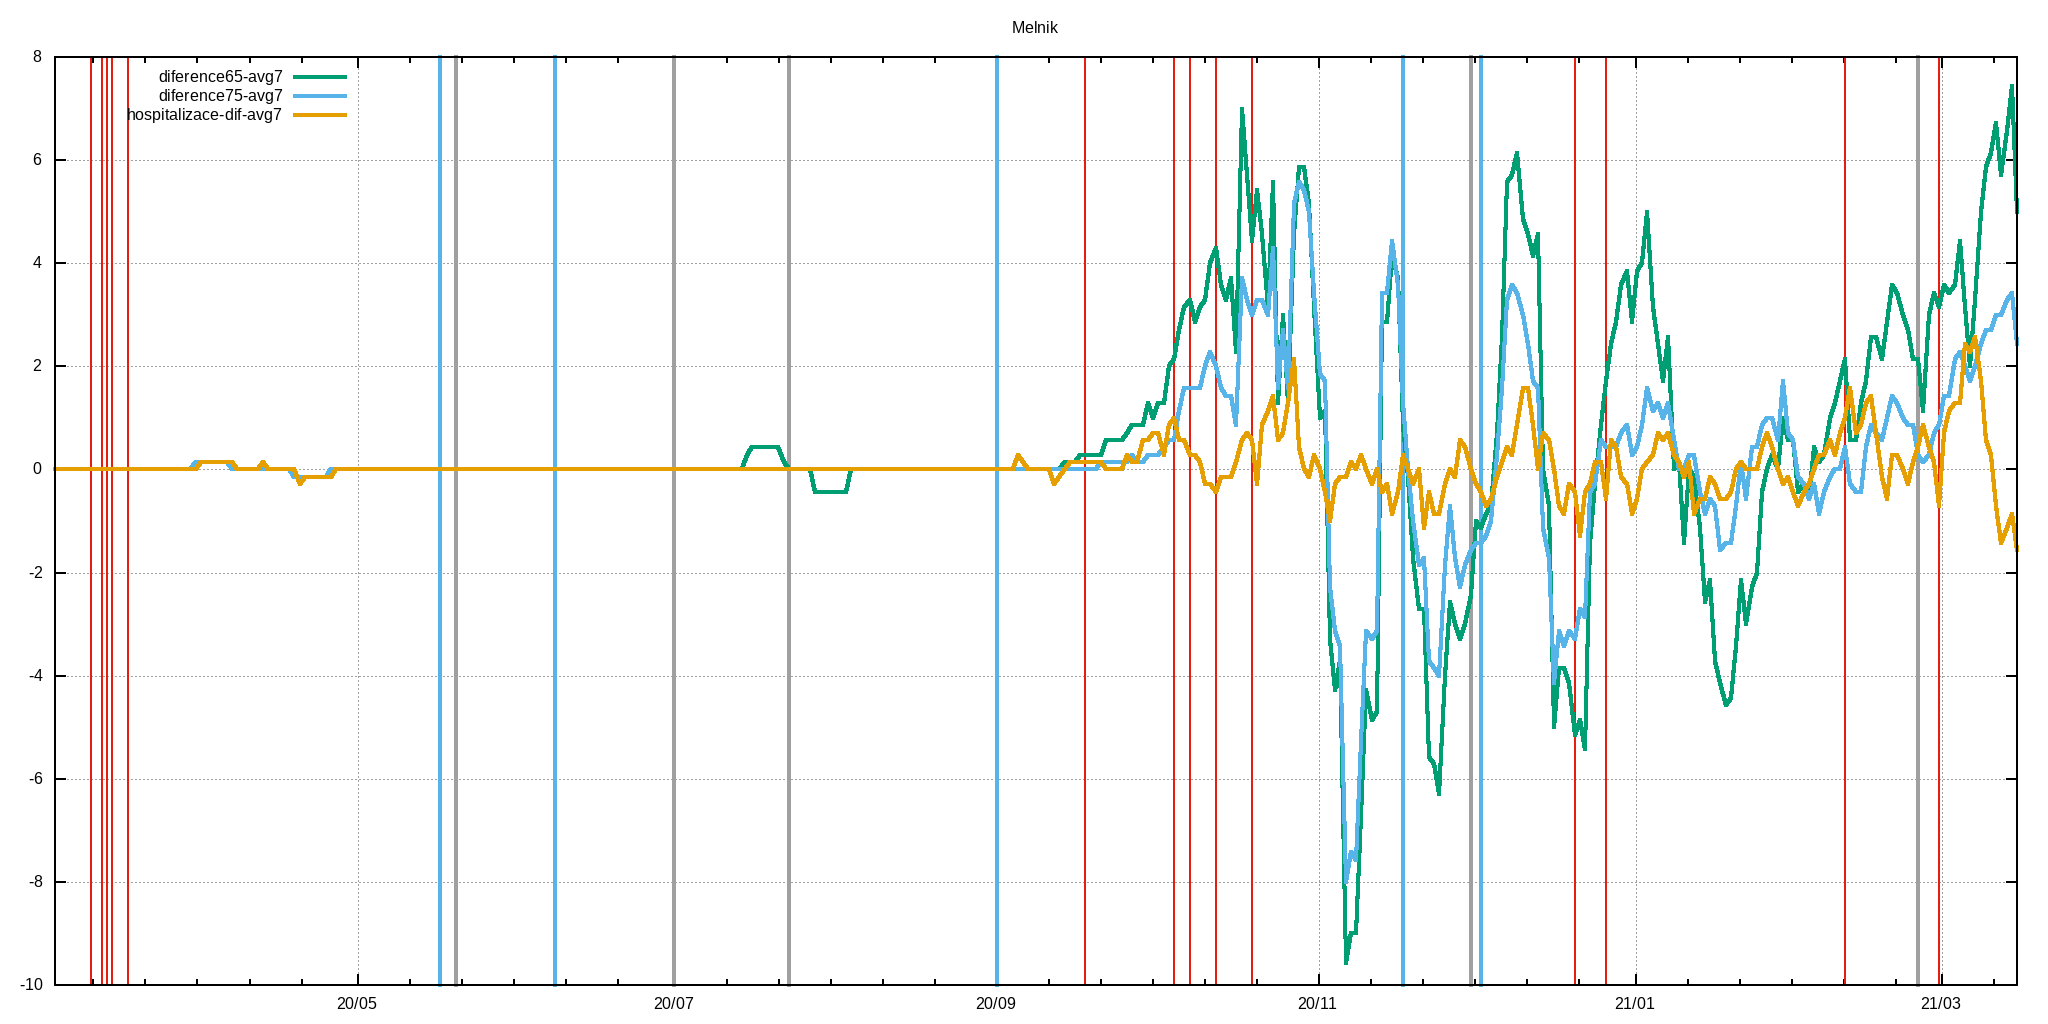 Melnik
diference65-avg7
diference75-avg7
hospitalizace-dif-avg7
8
6
4
2
0
-2
-4
-6
-8
-10
20/05 20/07 20/09 20/11 21/01 21/03